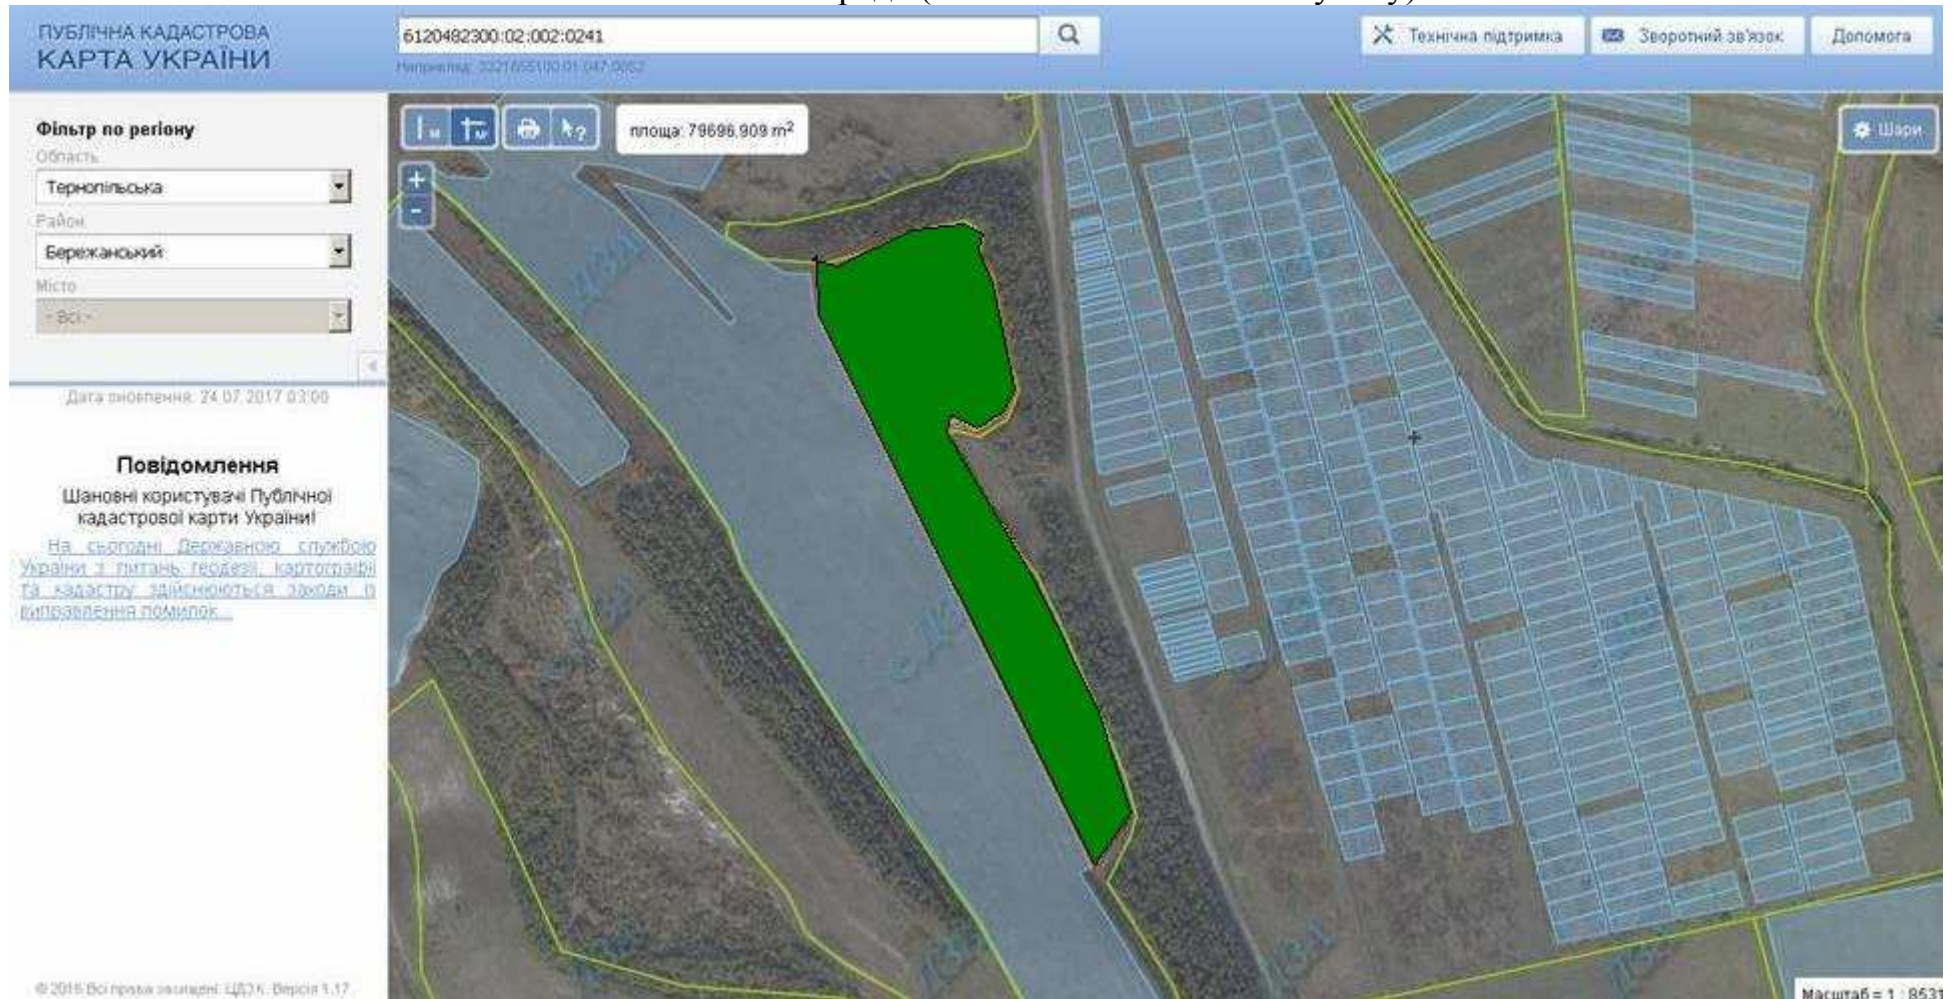 ПУБЛІЧНА КАДАСТРОВА
КАРТА УКРАЇНИ
6120482300:02:002:0241
Технічна підтримка
Зворотний зв'язок
Допомога
Фільтр по регіону
Область
Тернопільська
Район
Бережанський
Місто
- Всі -
Дата оновлення: 24.07.2017 03:00
Повідомлення
Шановні користувачі Публічної
кадастрової карти України!
На сьогодні Державною службою
України з питань геодезії, картографії
та кадастру здійснюються заходи із
виправлення помилок...
площа: 79696,909 m²
Шари
Масштаб = 1 : 8531